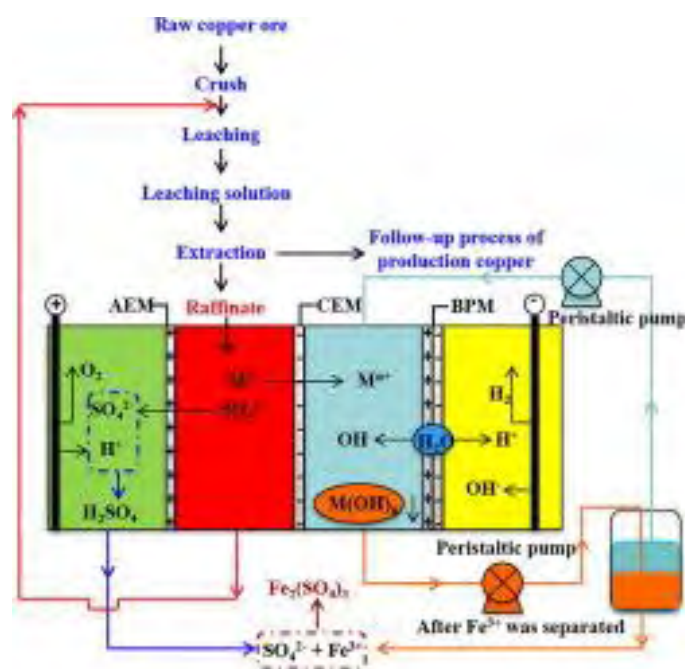 Raw copper ore
Crush
Leaching
Leaching solution
Extraction
Follow-up process of
production copper
+
AEM
Raffinate
CEM
BPM
-
Peristaltic pump
O₂
SO₄²⁻
H⁺
H₂SO₄
Mⁿ⁺
OH
H₂O
H⁺
H₂
OH⁻
M(OH)
Peristaltic pump
After Fe³⁺ was separated
Fe₂(SO₄)₃
SO₄²⁻ + Fe³⁺